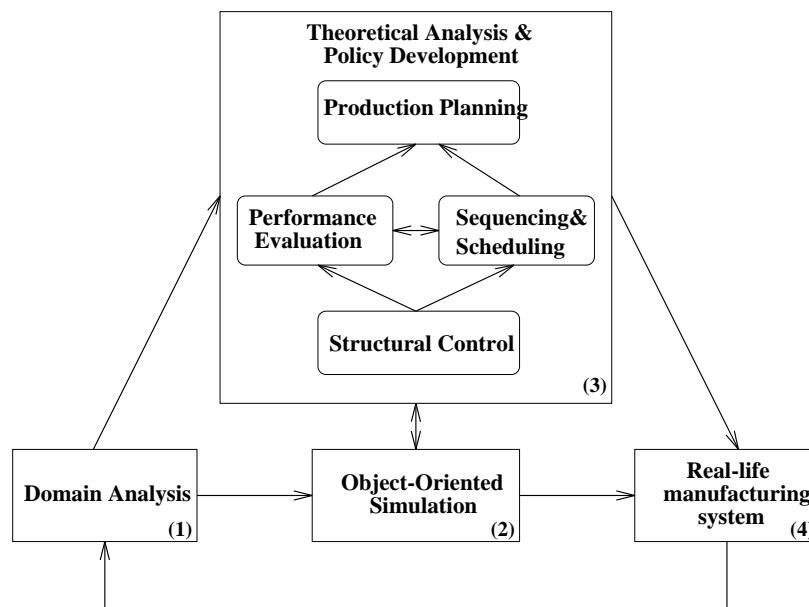 Theoretical Analysis &
Policy Development
Production Planning
Performance
Evaluation
Sequencing&
Scheduling
Structural Control
(3)
Domain Analysis
(1)
Object-Oriented
Simulation
(2)
Real-life
manufacturing
system
(4)